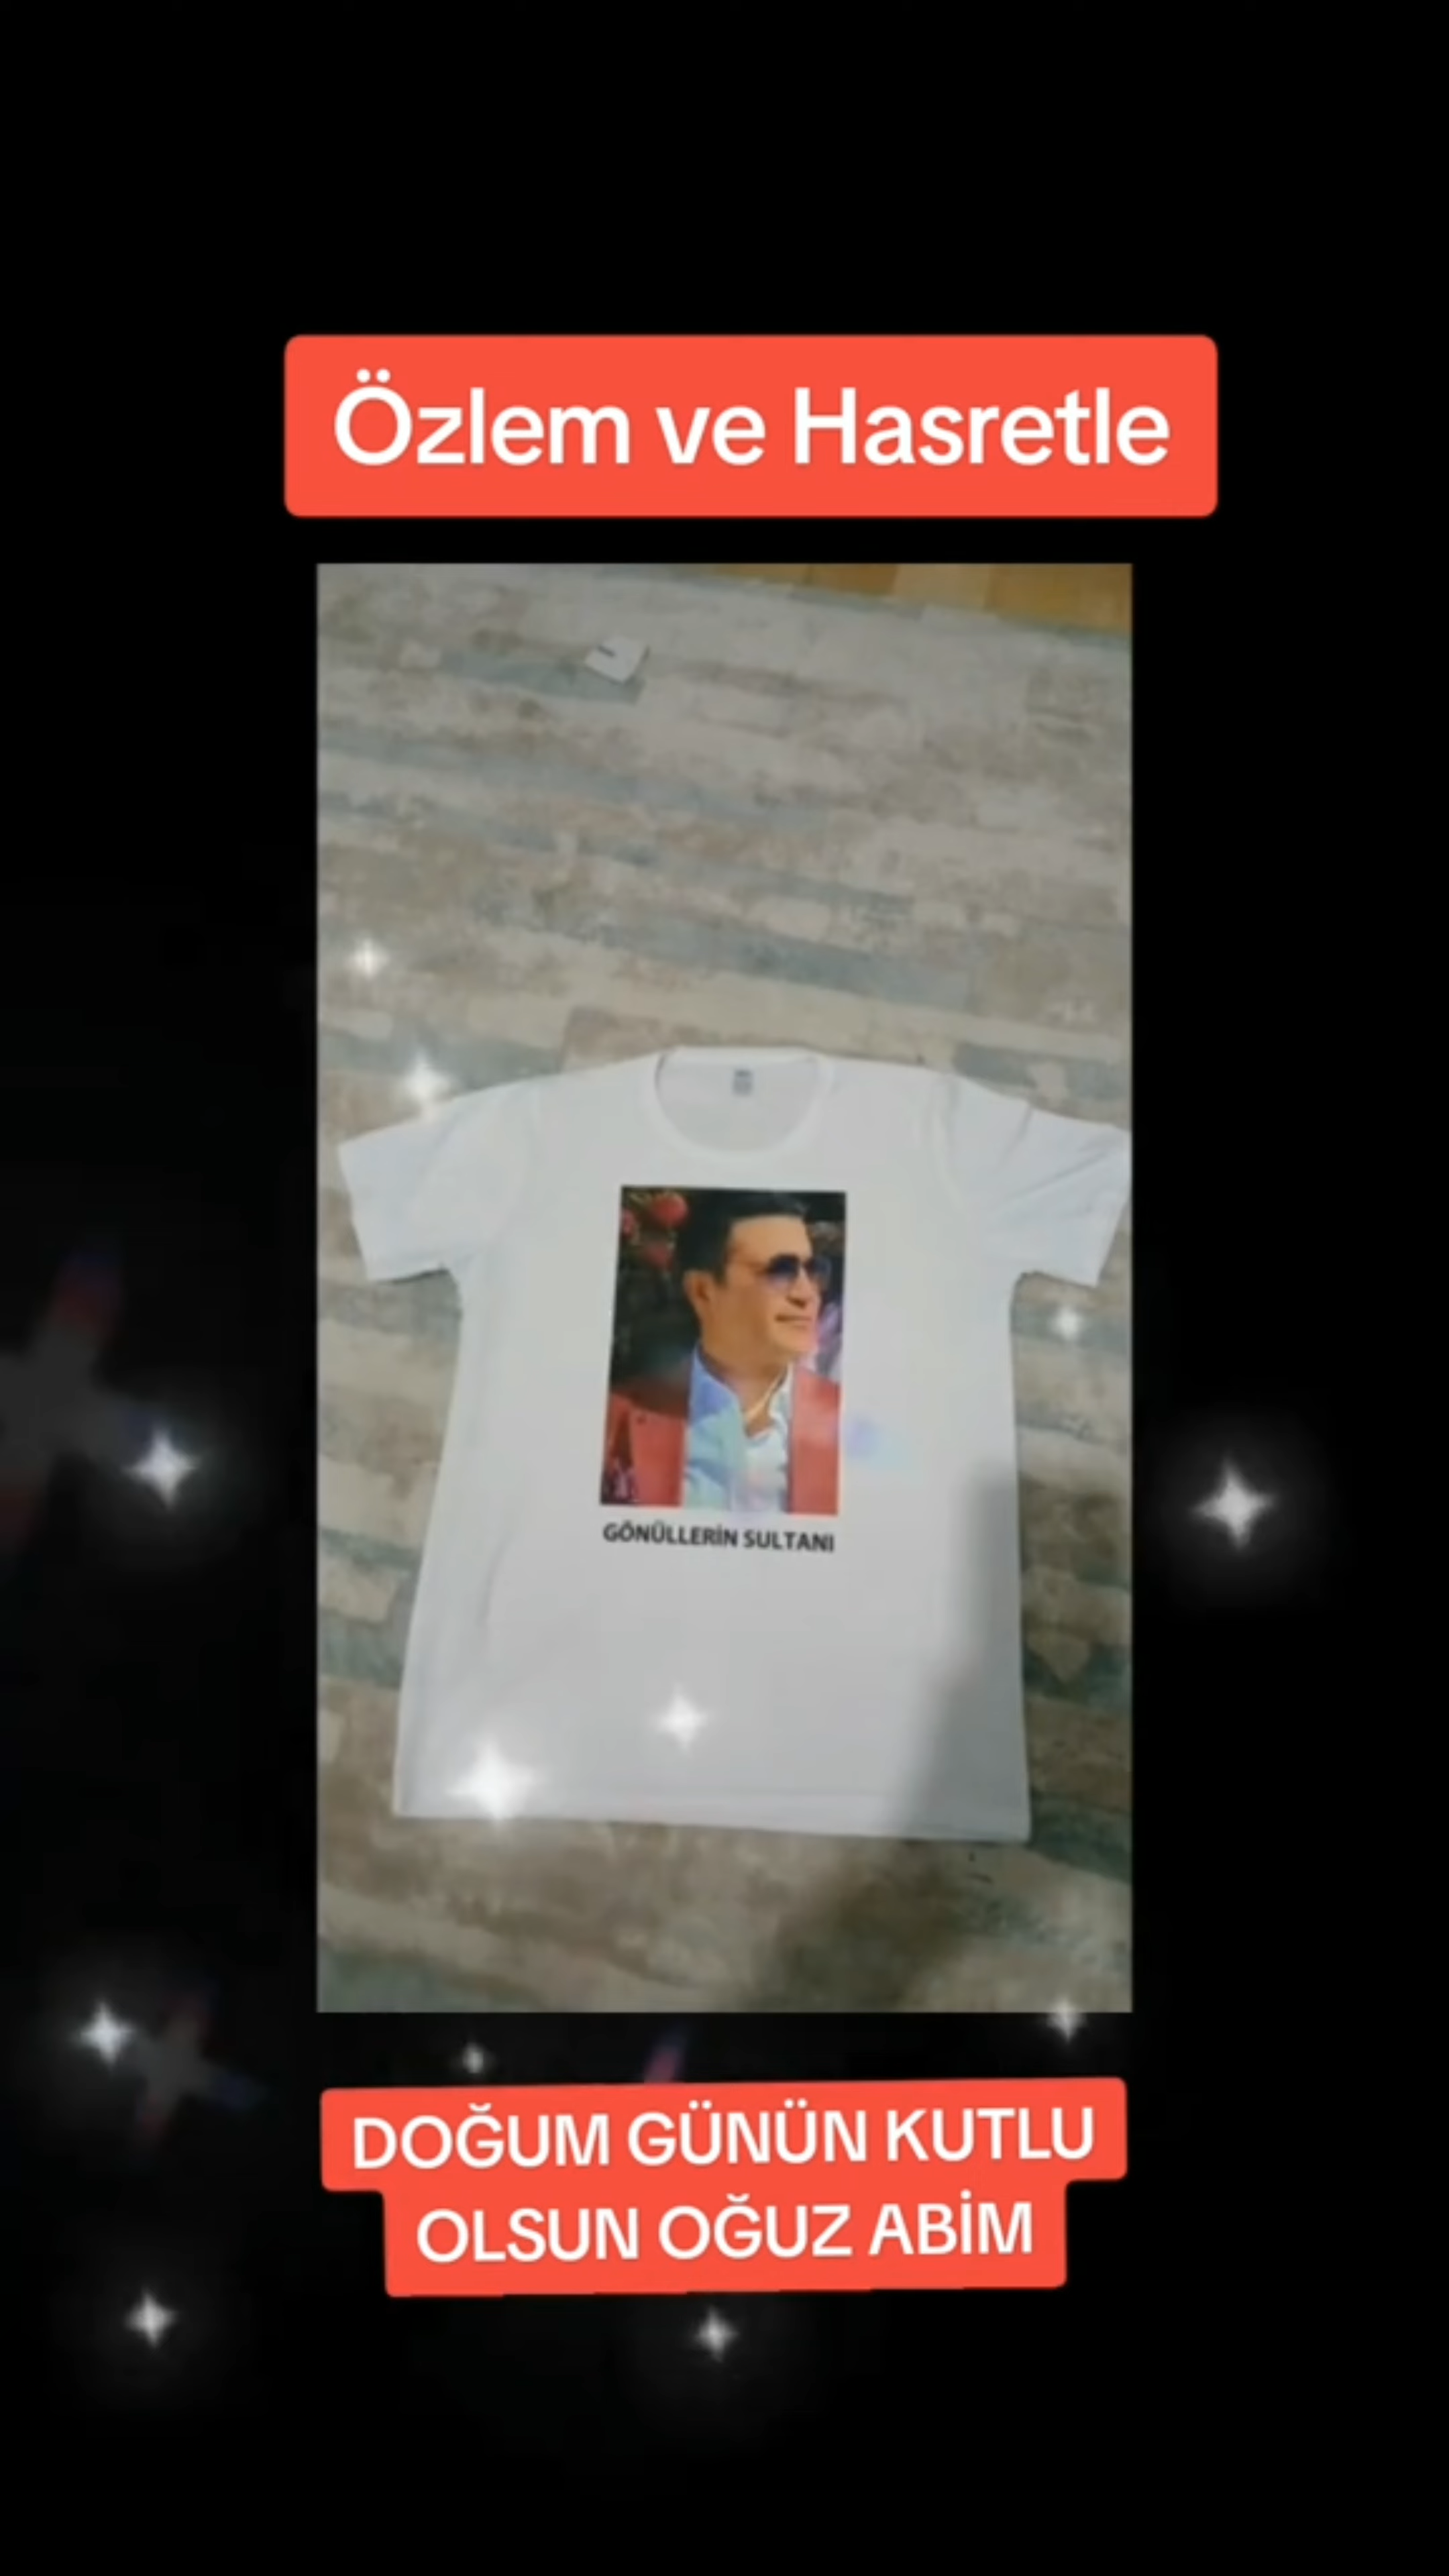 Özlem ve Hasretle
GÖNÜLLERİN SULTANI
DOĞUM GÜNÜN KUTLU
OLSUN OĞUZ ABİM